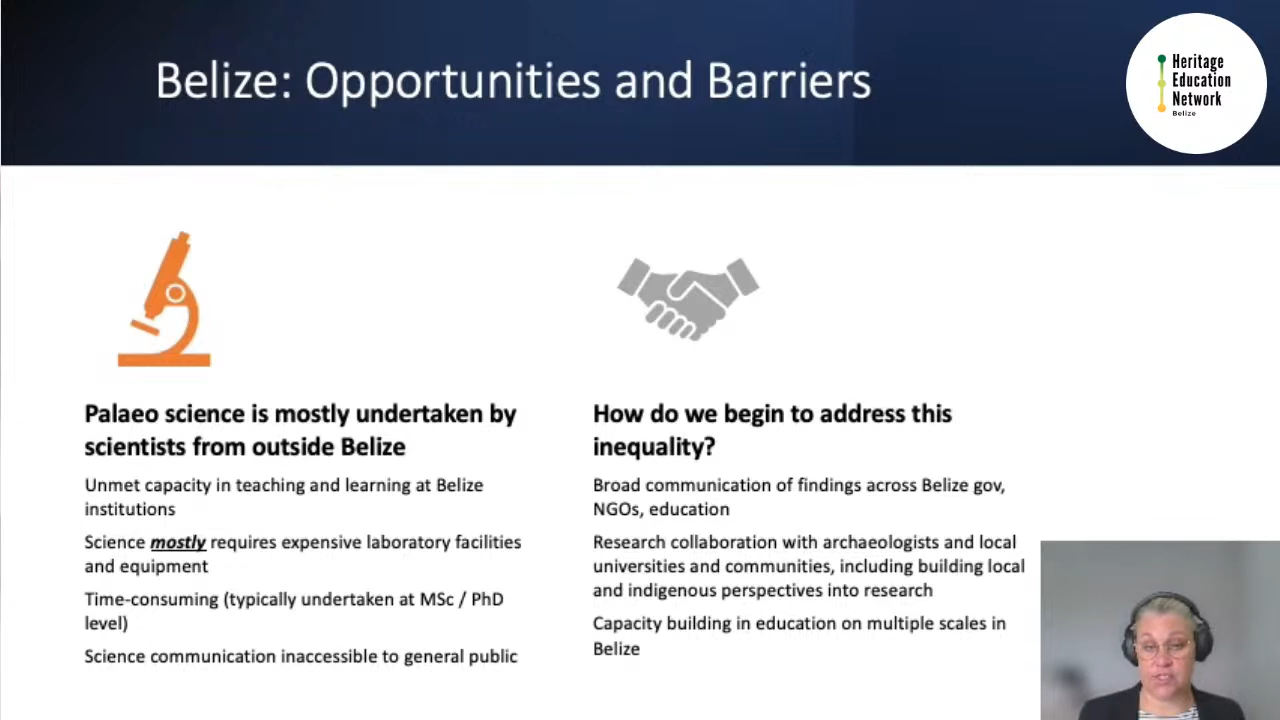 Belize: Opportunities and Barriers
Heritage
Education
Network
Belize
Palaeo science is mostly undertaken by
scientists from outside Belize
Unmet capacity in teaching and learning at Belize
institutions
Science mostly requires expensive laboratory facilities
and equipment
Time-consuming (typically undertaken at MSc / PhD
level)
Science communication inaccessible to general public
How do we begin to address this
inequality?
Broad communication of findings across Belize gov,
NGOs, education
Research collaboration with archaeologists and local
universities and communities, including building local
and indigenous perspectives into research
Capacity building in education on multiple scales in
Belize